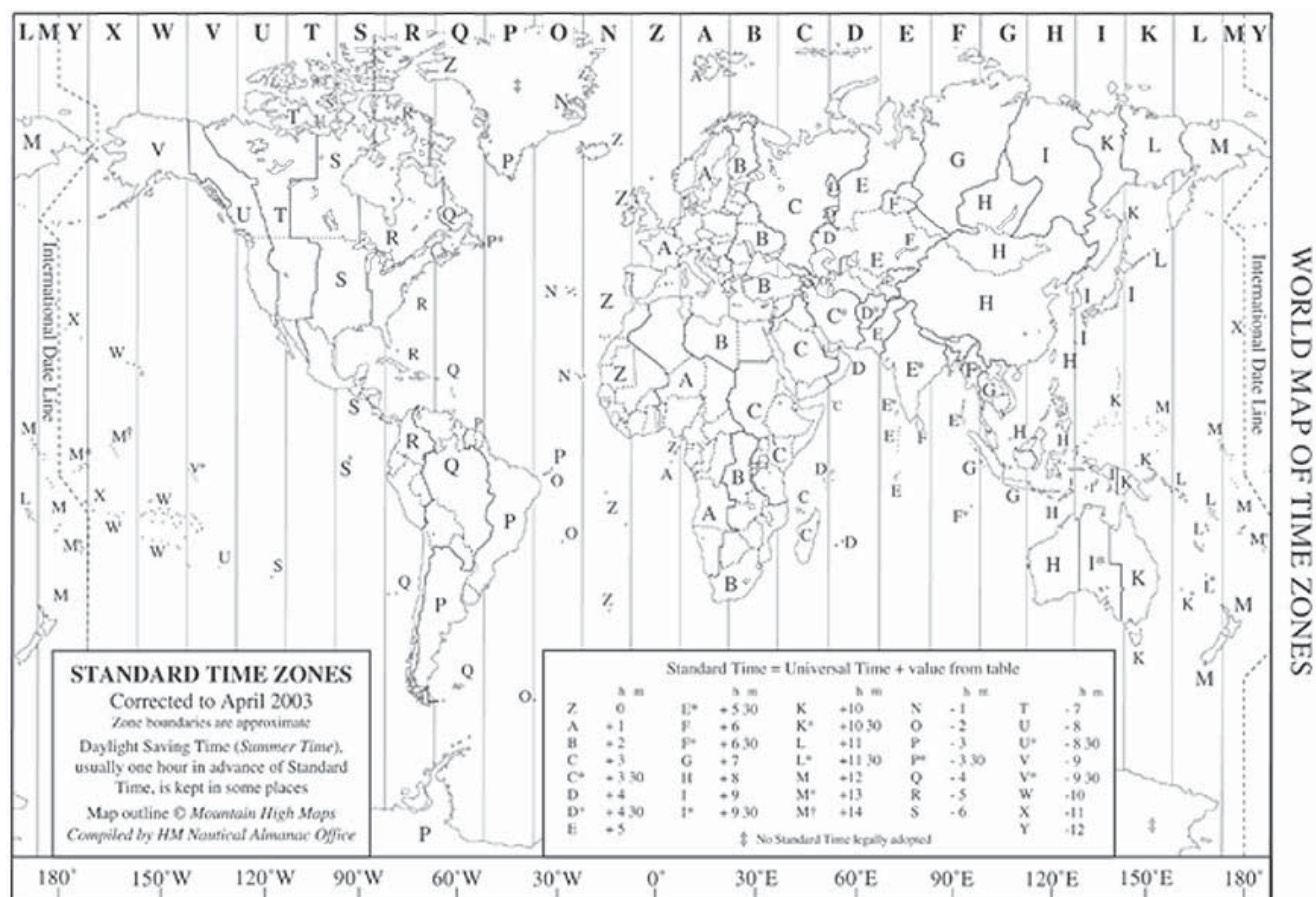 L M Y X W V U T S R Q P O N Z A B C D E F G H I K L M Y
WORLD MAP OF TIME ZONES
International Date Line
International Date Line
STANDARD TIME ZONES
Corrected to April 2003
Zone boundaries are approximate
Daylight Saving Time (Summer Time),
usually one hour in advance of Standard
Time, is kept in some places
Map outline © Mountain High Maps
Compiled by HM Nautical Almanac Office
Standard Time = Universal Time + value from table
h m h m h m h m h m
Z 0 E* +5 30 K +10 N -1 T -7
A +1 F +6 K* +10 30 O -2 U -8
B +2 F* +6 30 L +11 P -3 U* -8 30
C +3 G +7 L* +11 30 P* -3 30 V -9
C* +3 30 H +8 M +12 Q -4 V* -9 30
D +4 I +9 M* +13 R -5 W -10
D* +4 30 I* +9 30 M† +14 S -6 X -11
E +5 Y -12
‡ No Standard Time legally adopted
180° 150°W 120°W 90°W 60°W 30°W 0° 30°E 60°E 90°E 120°E 150°E 180°